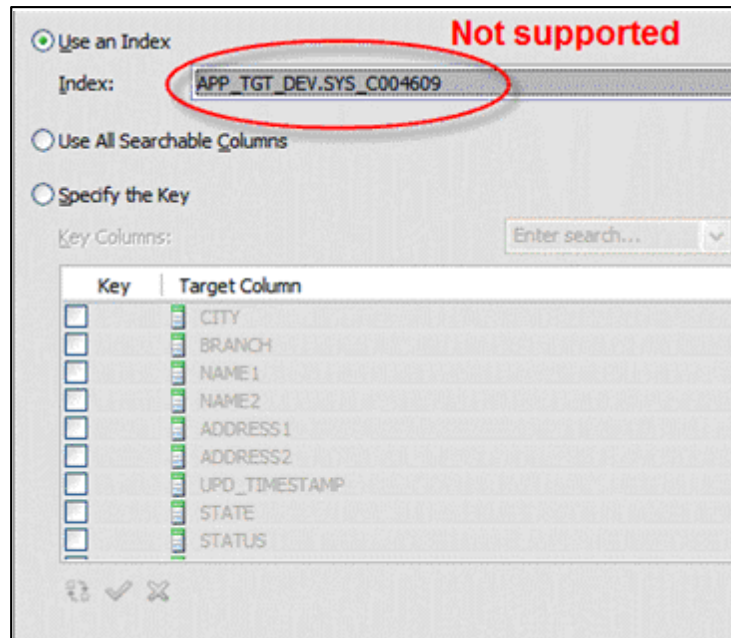 Use an Index
Not supported
Index:
APP_TGT_DEV.SYS_C004609
Use All Searchable Columns
Specify the Key
Key Columns:
Enter search...
Key
Target Column
CITY
BRANCH
NAME1
NAME2
ADDRESS1
ADDRESS2
UPD_TIMESTAMP
STATE
STATUS